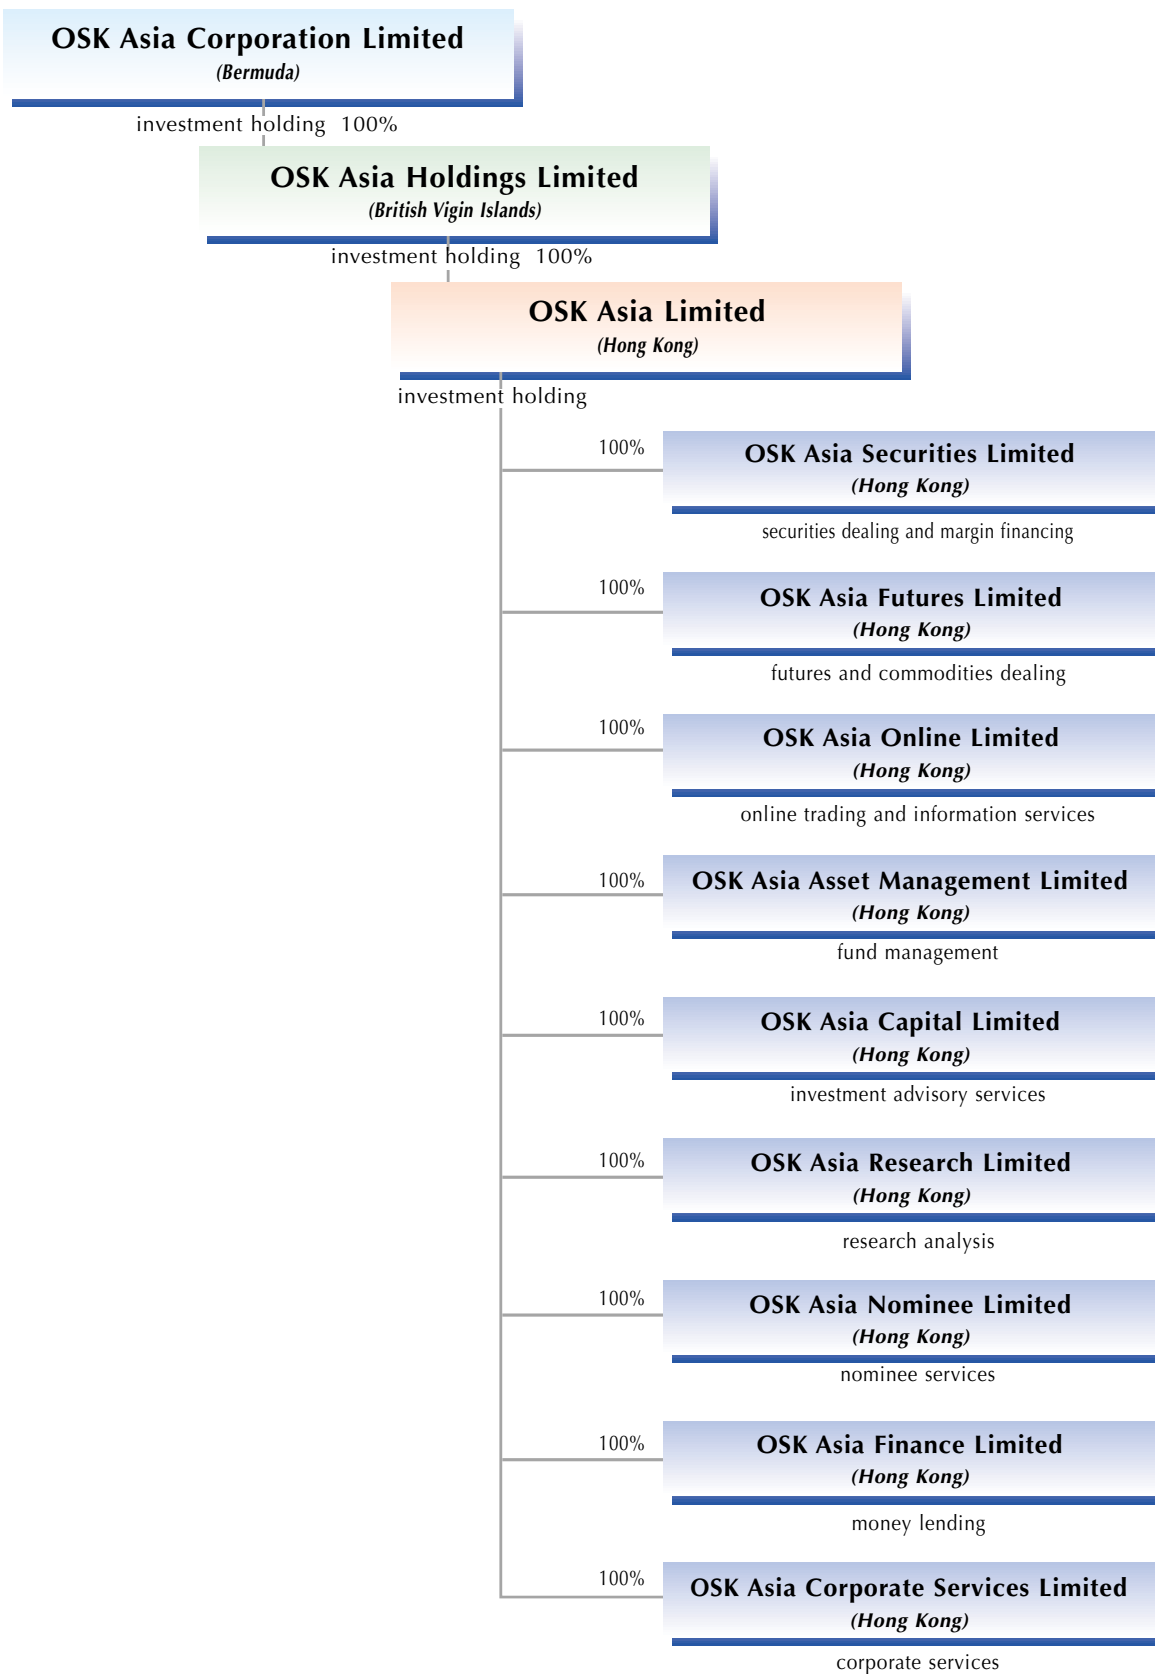 OSK Asia Corporation Limited
(Bermuda)
investment holding 100%
OSK Asia Holdings Limited
(British Vigin Islands)
investment holding 100%
OSK Asia Limited
(Hong Kong)
investment holding
100%
OSK Asia Securities Limited
(Hong Kong)
securities dealing and margin financing
100%
OSK Asia Futures Limited
(Hong Kong)
futures and commodities dealing
100%
OSK Asia Online Limited
(Hong Kong)
online trading and information services
100%
OSK Asia Asset Management Limited
(Hong Kong)
fund management
100%
OSK Asia Capital Limited
(Hong Kong)
investment advisory services
100%
OSK Asia Research Limited
(Hong Kong)
research analysis
100%
OSK Asia Nominee Limited
(Hong Kong)
nominee services
100%
OSK Asia Finance Limited
(Hong Kong)
money lending
100%
OSK Asia Corporate Services Limited
(Hong Kong)
corporate services